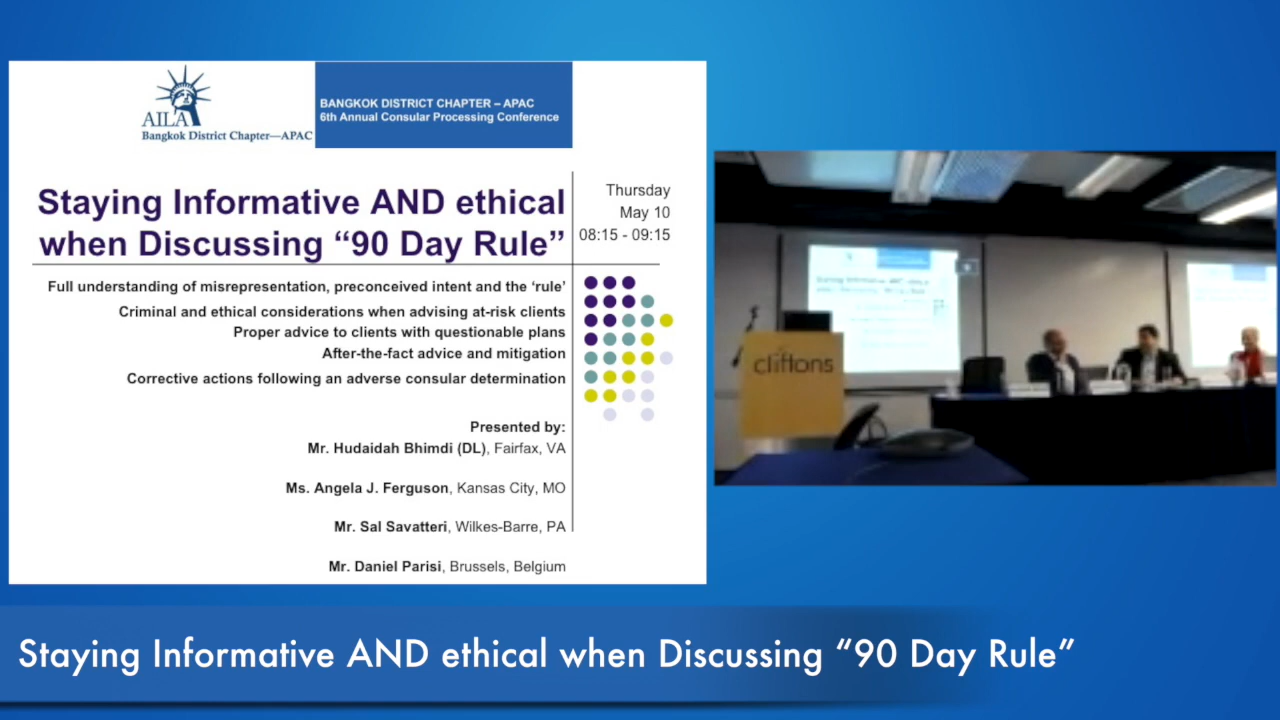 AILA
Bangkok District Chapter—APAC
BANGKOK DISTRICT CHAPTER – APAC
6th Annual Consular Processing Conference
Staying Informative AND ethical
when Discussing “90 Day Rule”
Thursday
May 10
08:15 - 09:15
Full understanding of misrepresentation, preconceived intent and the ‘rule’
Criminal and ethical considerations when advising at-risk clients
Proper advice to clients with questionable plans
After-the-fact advice and mitigation
Corrective actions following an adverse consular determination
Presented by:
Mr. Hudaidah Bhimdi (DL), Fairfax, VA
Ms. Angela J. Ferguson, Kansas City, MO
Mr. Sal Savatteri, Wilkes-Barre, PA
Mr. Daniel Parisi, Brussels, Belgium
cliftons
Staying Informative AND ethical when Discussing “90 Day Rule”